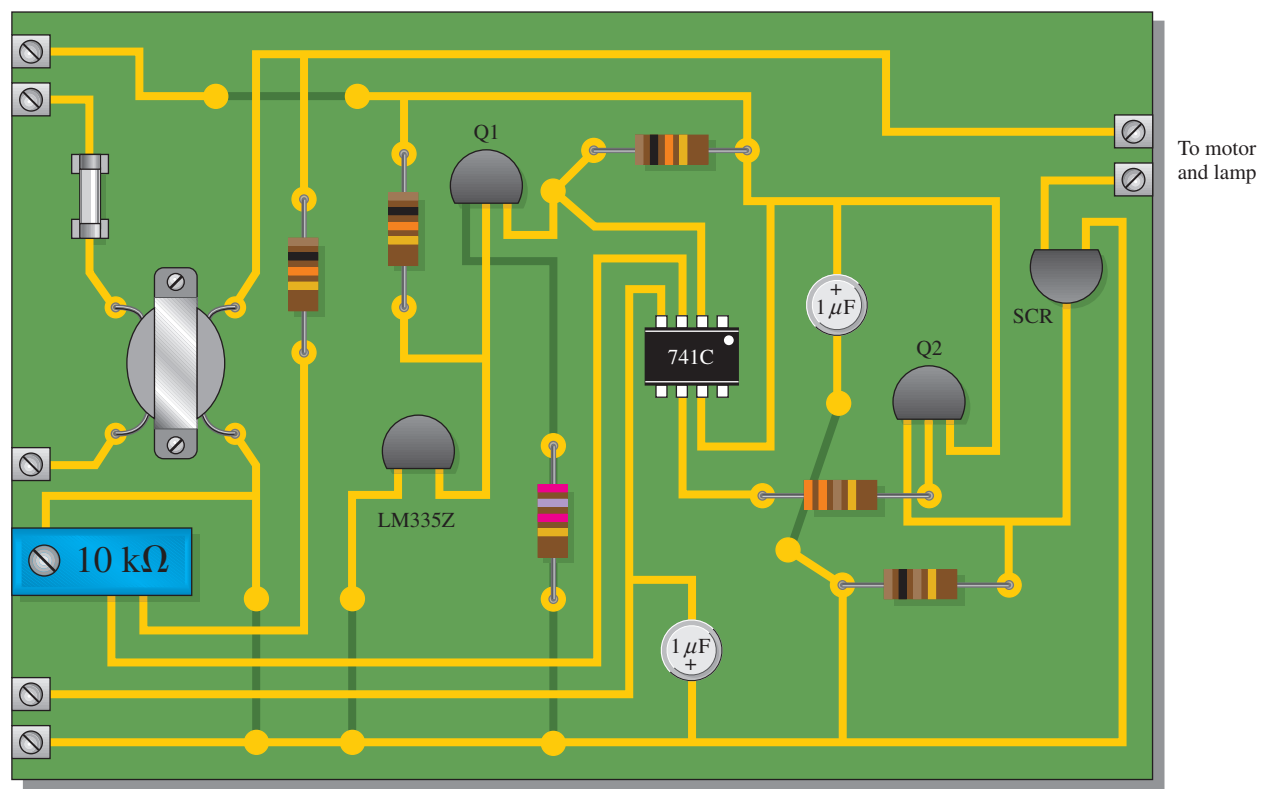 Q1
To motor
and lamp
1 μF
+
SCR
741C
Q2
LM335Z
10 kΩ
1 μF
+